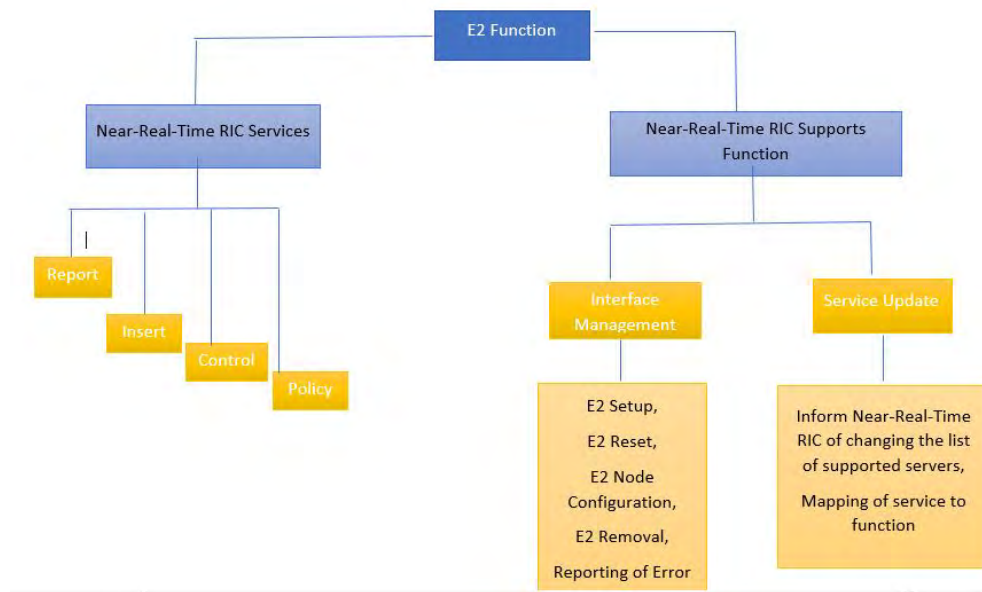 E2 Function
Near-Real-Time RIC Services
Near-Real-Time RIC Supports
Function
Report
Insert
Control
Policy
Interface
Management
Service Update
E2 Setup,
E2 Reset,
E2 Node
Configuration,
E2 Removal,
Reporting of Error
Inform Near-Real-Time
RIC of changing the list
of supported servers,
Mapping of service to
function